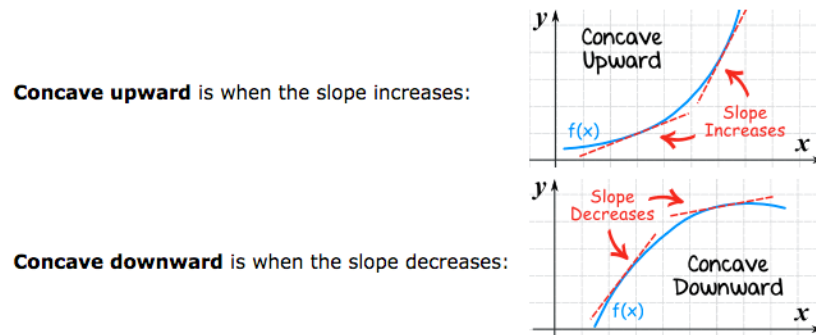 y
Concave
Upward
Concave upward is when the slope increases:
f(x)
Slope
Increases
x
y
Slope
Decreases
Concave downward is when the slope decreases:
Concave
Downward
f(x)
x